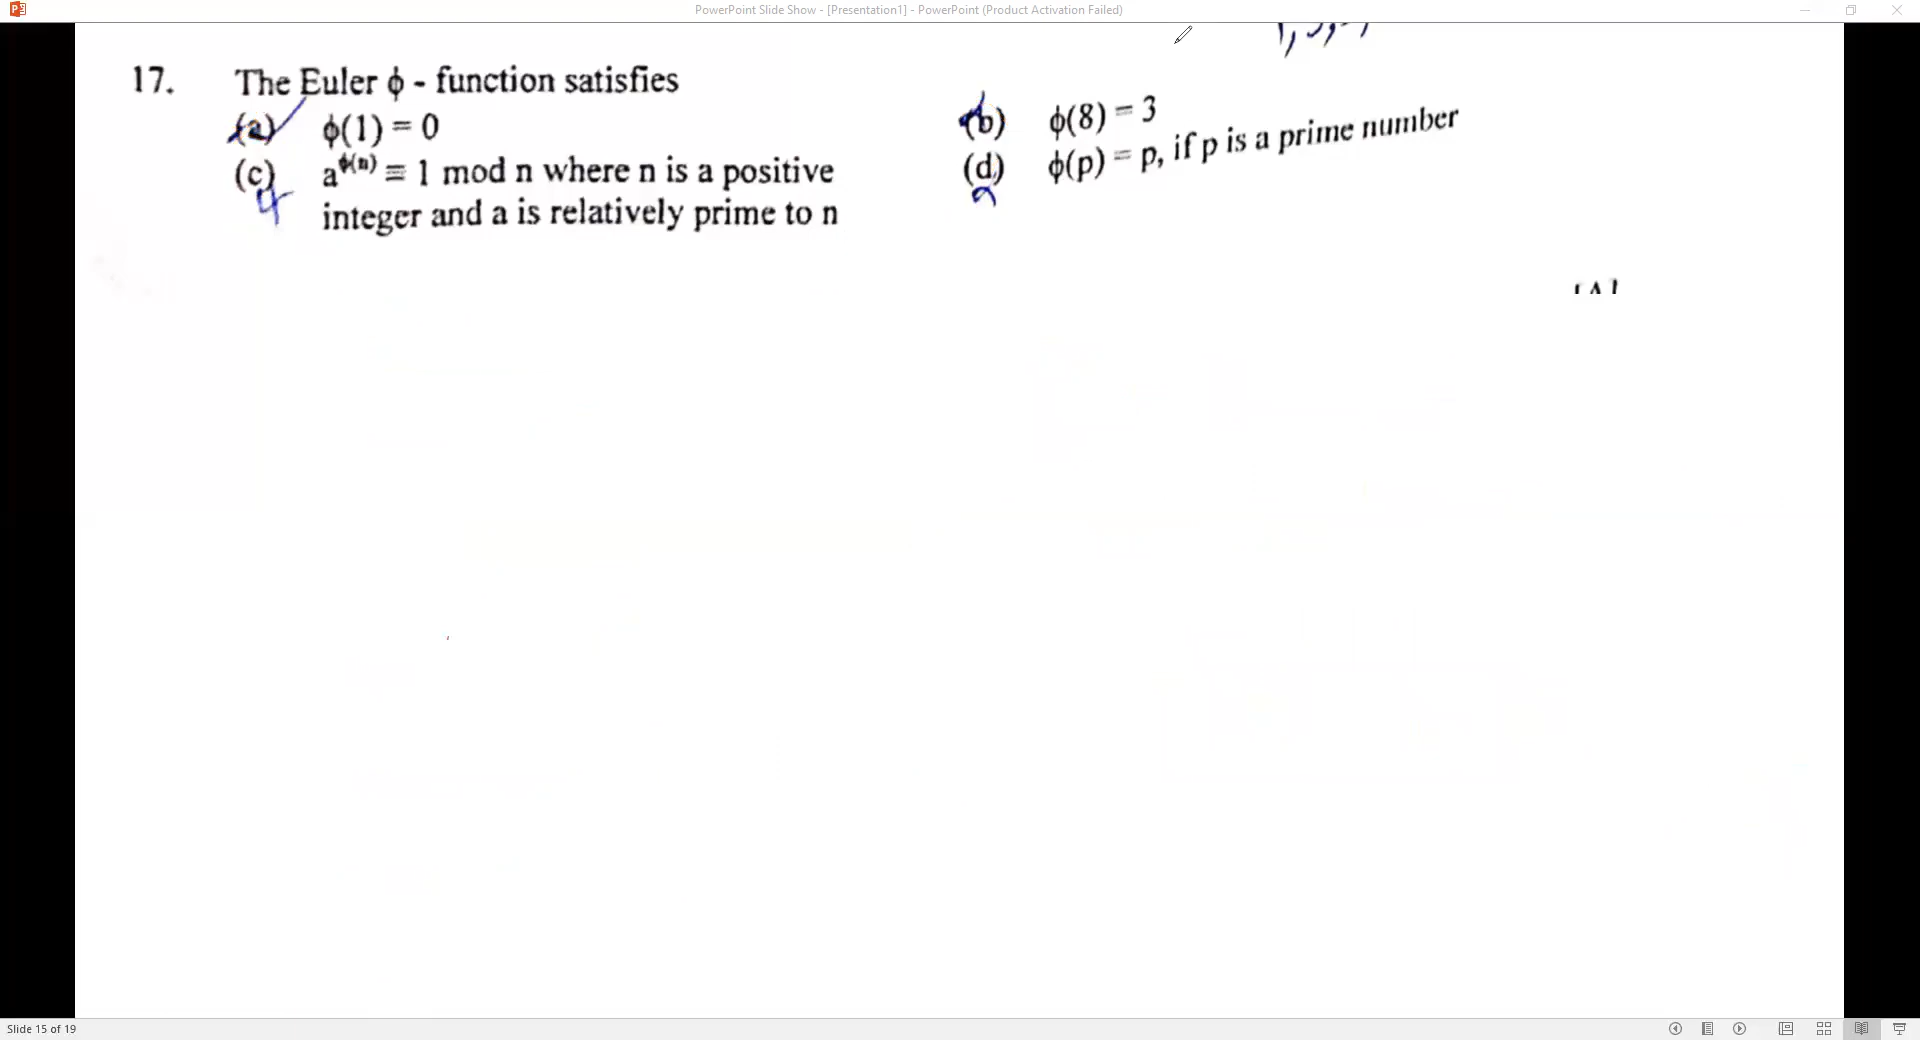 PowerPoint Slide Show - [Presentation1] - PowerPoint (Product Activation Failed)
17. The Euler ϕ - function satisfies
(a) ϕ(1) = 0
(b) ϕ(8) = 3
(c) a^ϕ(n) ≡ 1 mod n where n is a positive
integer and a is relatively prime to n
(d) ϕ(p) = p, if p is a prime number
Slide 15 of 19